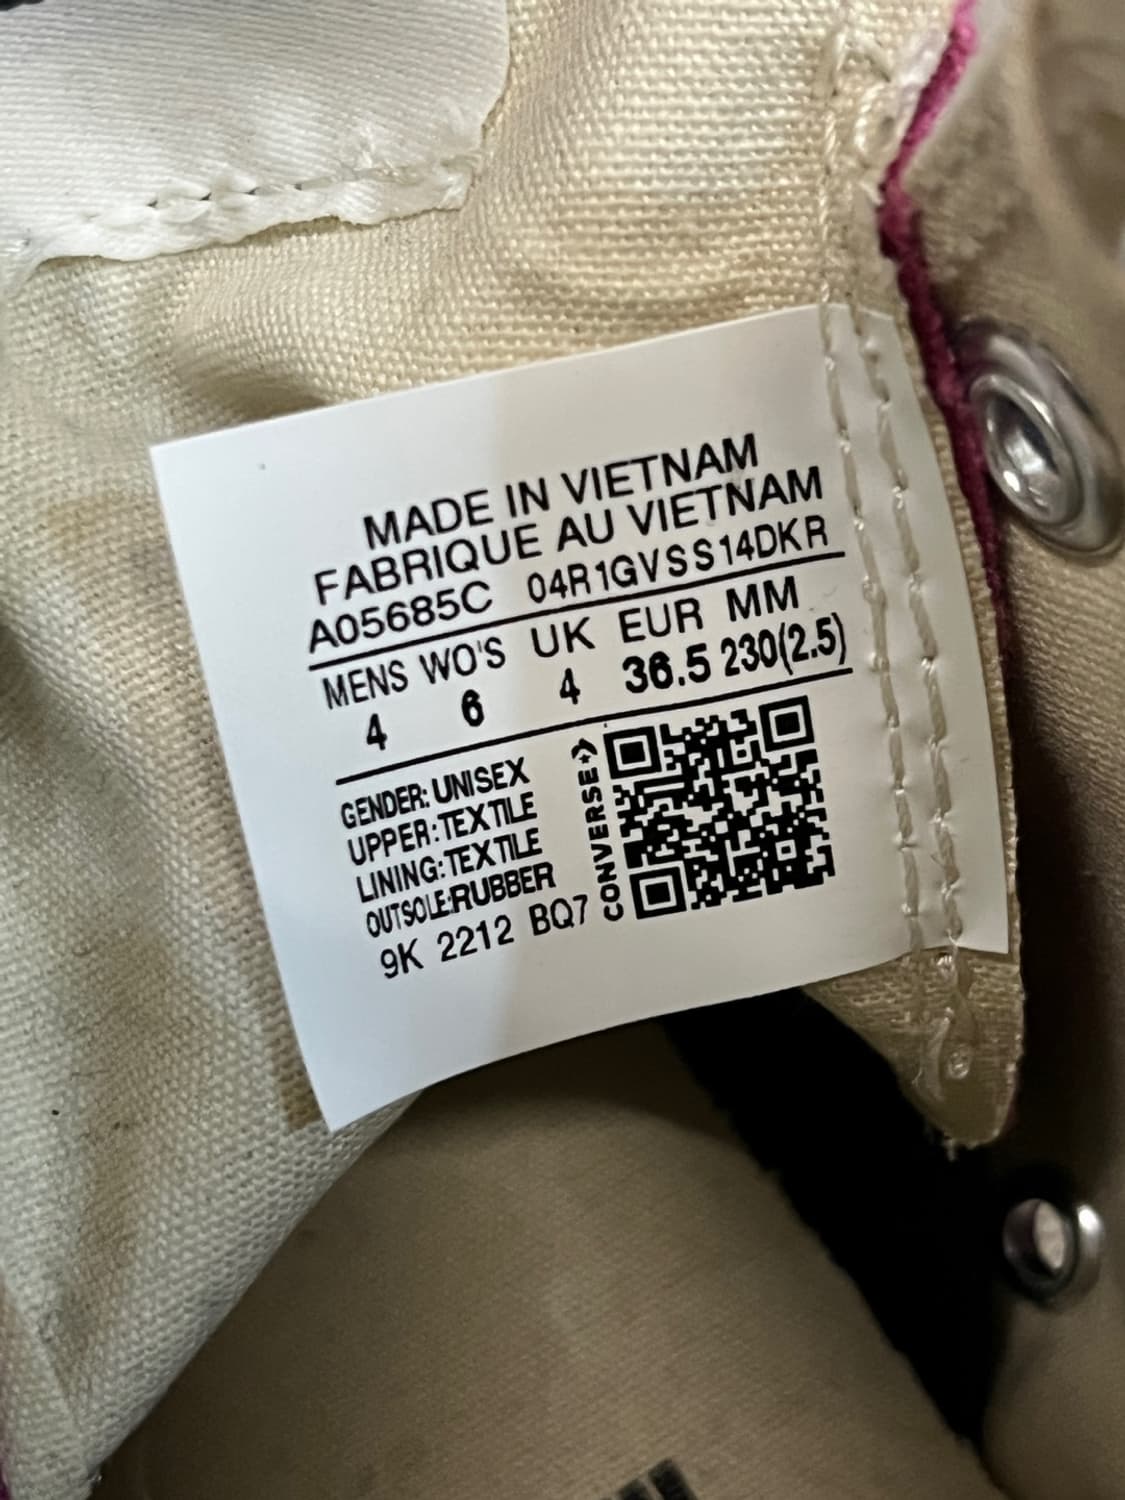 MADE IN VIETNAM
FABRIQUE AU VIETNAM
A05685C 04R1GVSS14DKR
MENS WO'S UK EUR MM
4 6 4 36.5 230(2.5)
GENDER: UNISEX
UPPER: TEXTILE
LINING: TEXTILE
OUTSOLE:RUBBER
9K 2212 BQ7
CONVERSE